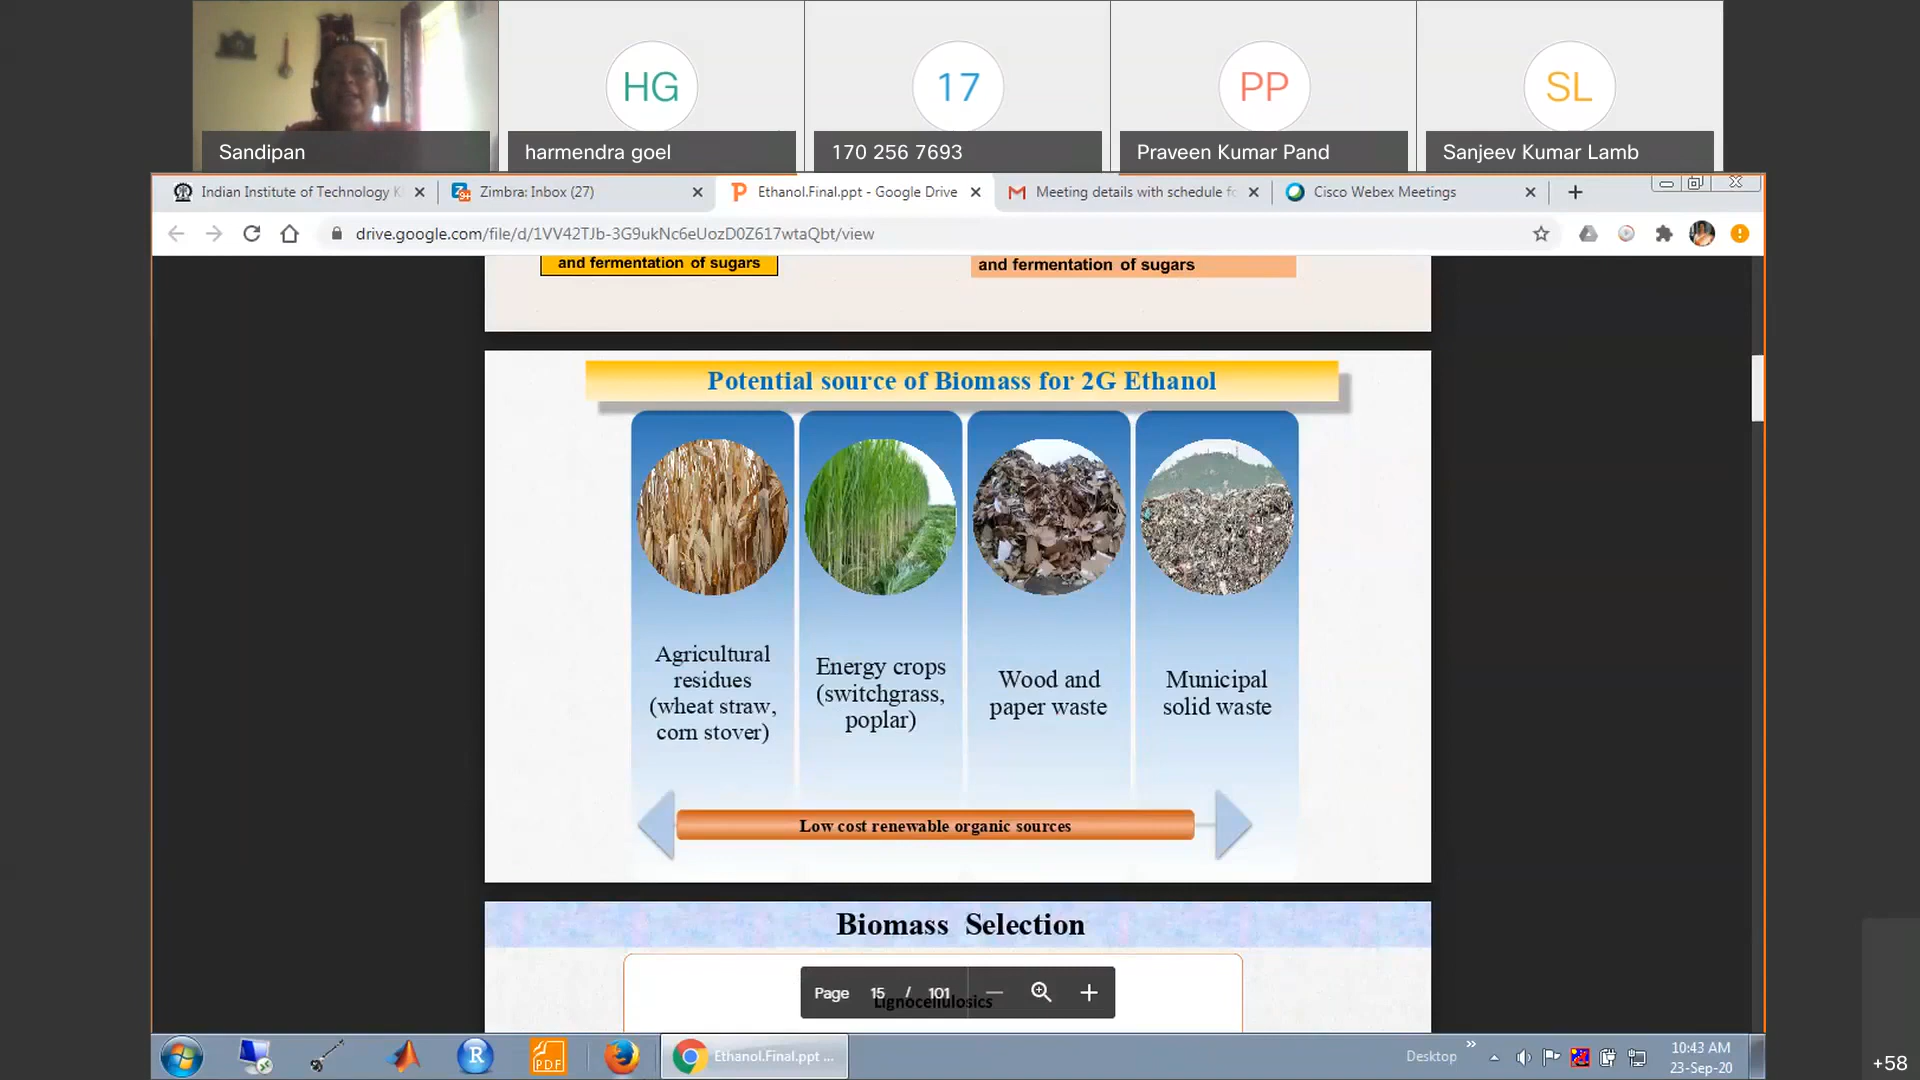 HG
17
PP
SL
Sandipan
harmendra goel
170 256 7693
Praveen Kumar Pand
Sanjeev Kumar Lamb
Indian Institute of Technology K
Zimbra: Inbox (27)
Ethanol.Final.ppt - Google Drive
Meeting details with schedule fo
Cisco Webex Meetings
drive.google.com/file/d/1VV42TJb-3G9ukNc6eUozD0Z617wtaQbt/view
and fermentation of sugars
and fermentation of sugars
Potential source of Biomass for 2G Ethanol
Agricultural
residues
(wheat straw,
corn stover)
Energy crops
(switchgrass,
poplar)
Wood and
paper waste
Municipal
solid waste
Low cost renewable organic sources
Biomass Selection
Page 15 / 101
Lignocellulosics
R
PDF
Ethanol.Final.ppt ...
Desktop
10:43 AM
23-Sep-20
+58